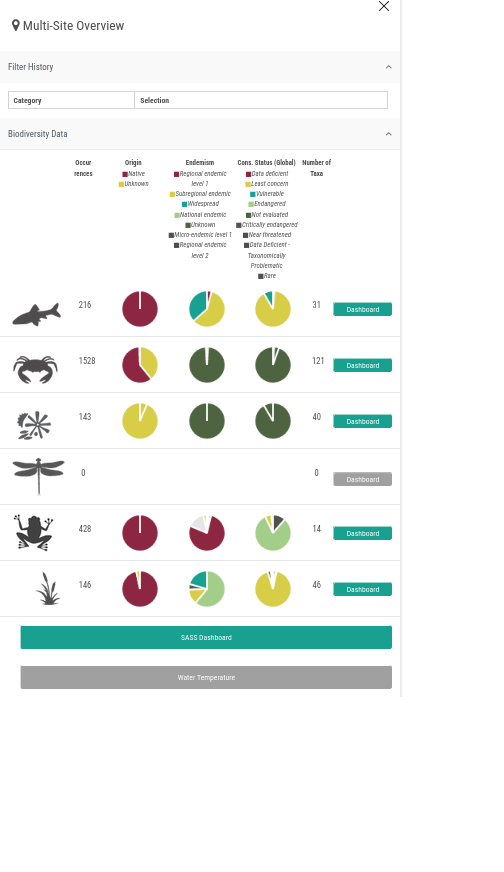 Multi-Site Overview
Filter History
Category Selection
Biodiversity Data
Occur Origin Endemism Cons. Status (Global) Number of
rences Native Regional endemic Data deficient Taxa
Unknown level 1 Least concern
Subregional endemic Vulnerable
Widespread Endangered
National endemic Not evaluated
Unknown Critically endangered
Micro-endemic level 1 Near threatened
Regional endemic Data Deficient -
level 2 Taxonomically
Problematic
Rare
216 31 Dashboard
1528 121 Dashboard
143 40 Dashboard
0 0 Dashboard
428 14 Dashboard
146 46 Dashboard
SASS Dashboard
Water Temperature